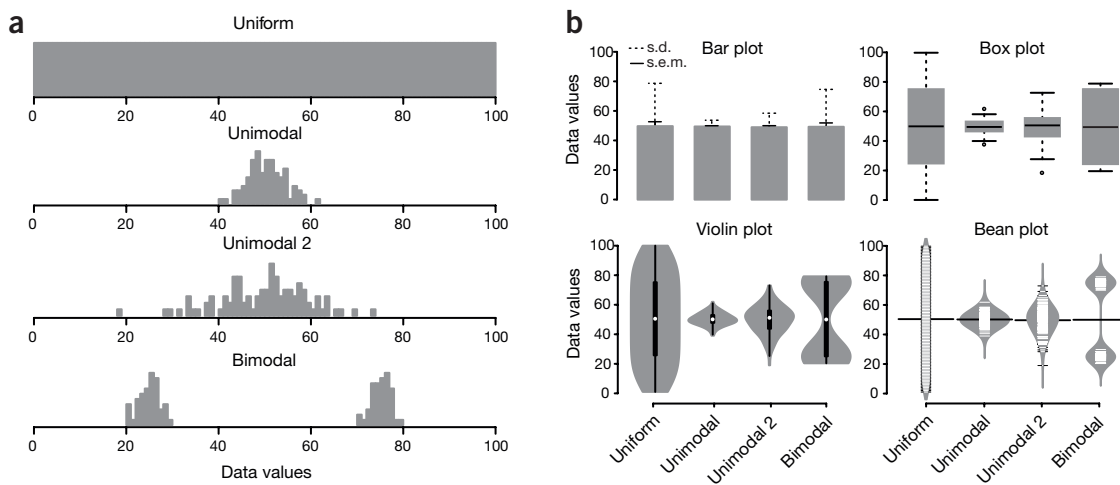 a
Uniform
0 20 40 60 80 100
Unimodal
0 20 40 60 80 100
Unimodal 2
0 20 40 60 80 100
Bimodal
0 20 40 60 80 100
Data values
b
Bar plot
s.d.
s.e.m.
Data values
100
80
60
40
20
0
Box plot
100
80
60
40
20
0
Violin plot
Data values
100
80
60
40
20
0
Uniform
Unimodal
Unimodal 2
Bimodal
Bean plot
100
80
60
40
20
0
Uniform
Unimodal
Unimodal 2
Bimodal